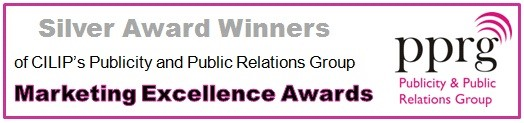 Silver Award Winners
of CILIP's Publicity and Public Relations Group
Marketing Excellence Awards
pprg
Publicity & Public
Relations Group